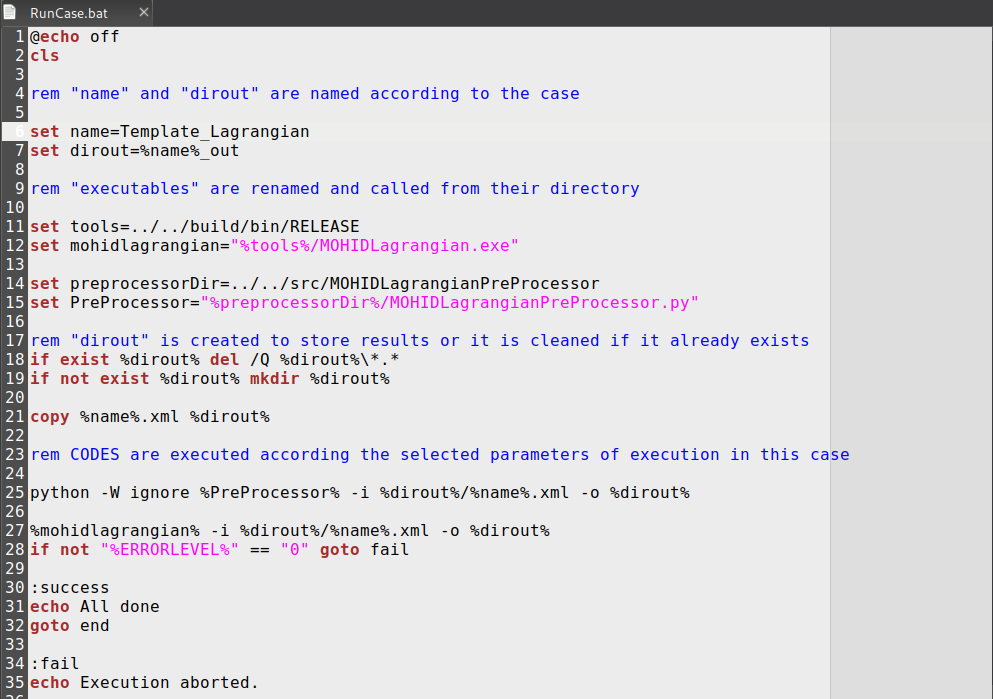 RunCase.bat
1 @echo off
2 cls
3
4 rem "name" and "dirout" are named according to the case
5
6 set name=Template_Lagrangian
7 set dirout=%name%_out
8
9 rem "executables" are renamed and called from their directory
10
11 set tools=../../build/bin/RELEASE
12 set mohidlagrangian="%tools%/MOHIDLagrangian.exe"
13
14 set preprocessorDir=../../src/MOHIDLagrangianPreProcessor
15 set PreProcessor="%preprocessorDir%/MOHIDLagrangianPreProcessor.py"
16
17 rem "dirout" is created to store results or it is cleaned if it already exists
18 if exist %dirout% del /Q %dirout%\*.*
19 if not exist %dirout% mkdir %dirout%
20
21 copy %name%.xml %dirout%
22
23 rem CODES are executed according the selected parameters of execution in this case
24
25 python -W ignore %PreProcessor% -i %dirout%/%name%.xml -o %dirout%
26
27 %mohidlagrangian% -i %dirout%/%name%.xml -o %dirout%
28 if not "%ERRORLEVEL%" == "0" goto fail
29
30 :success
31 echo All done
32 goto end
33
34 :fail
35 echo Execution aborted.